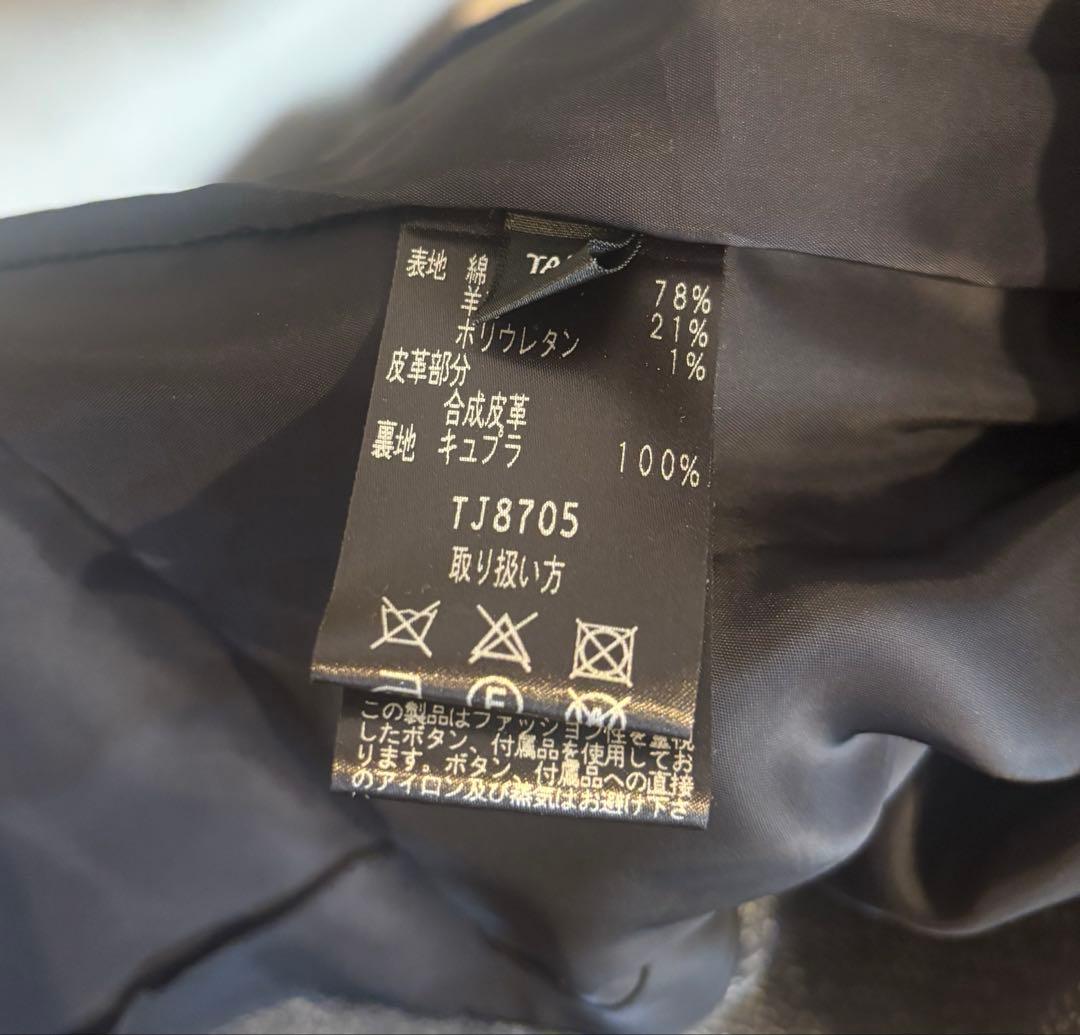 表地 綿 78%
羊 21%
ポリウレタン 1%
皮革部分
合成皮革
裏地 キュプラ 100%
TJ8705
取り扱い方
この製品はファッション性を重視
したボタン、付属品を使用してお
ります。ボタン、付属品への直接
のアイロン及び蒸気はお避け下さ